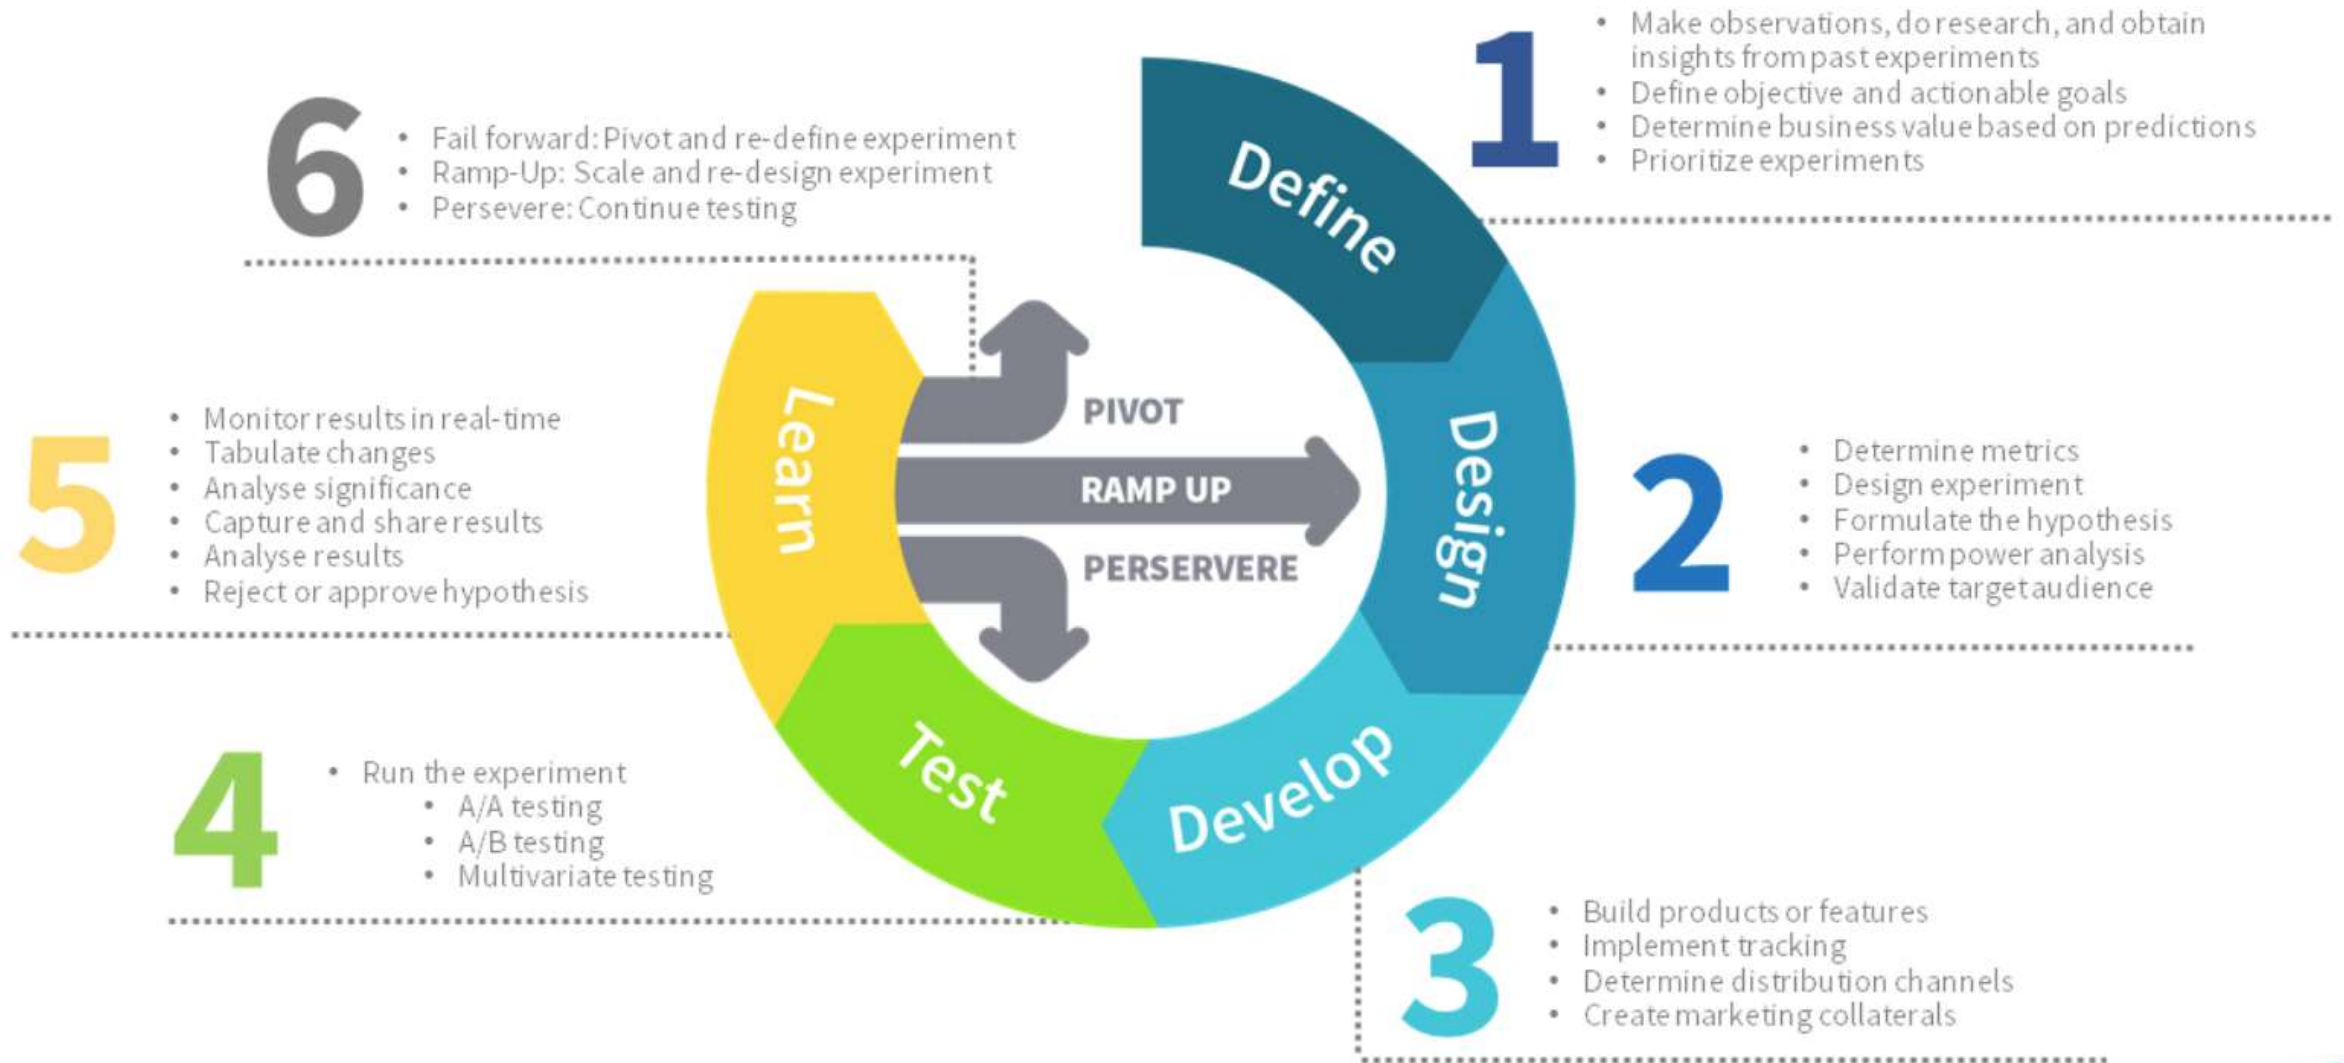 1
• Make observations, do research, and obtain
insights from past experiments
• Define objective and actionable goals
• Determine business value based on predictions
• Prioritize experiments
Define
2
• Determine metrics
• Design experiment
• Formulate the hypothesis
• Perform power analysis
• Validate target audience
Design
3
• Build products or features
• Implement tracking
• Determine distribution channels
• Create marketing collaterals
Develop
4
• Run the experiment
• A/A testing
• A/B testing
• Multivariate testing
Test
5
• Monitor results in real-time
• Tabulate changes
• Analyse significance
• Capture and share results
• Analyse results
• Reject or approve hypothesis
Learn
6
• Fail forward: Pivot and re-define experiment
• Ramp-Up: Scale and re-design experiment
• Persevere: Continue testing
PIVOT
RAMP UP
PERSERVERE